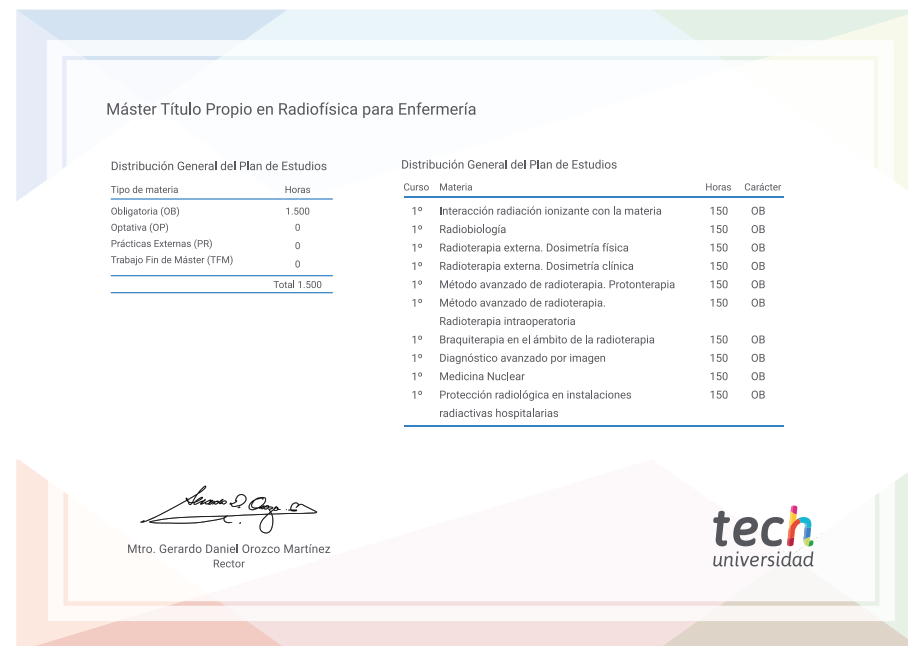 Máster Título Propio en Radiofísica para Enfermería
Distribución General del Plan de Estudios
Tipo de materia Horas
Obligatoria (OB) 1.500
Optativa (OP) 0
Prácticas Externas (PR) 0
Trabajo Fin de Máster (TFM) 0
Total 1.500
Distribución General del Plan de Estudios
Curso Materia Horas Carácter
1º Interacción radiación ionizante con la materia 150 OB
1º Radiobiología 150 OB
1º Radioterapia externa. Dosimetría física 150 OB
1º Radioterapia externa. Dosimetría clínica 150 OB
1º Método avanzado de radioterapia. Protonterapia 150 OB
1º Método avanzado de radioterapia. 150 OB
Radioterapia intraoperatoria
1º Braquiterapia en el ámbito de la radioterapia 150 OB
1º Diagnóstico avanzado por imagen 150 OB
1º Medicina Nuclear 150 OB
1º Protección radiológica en instalaciones 150 OB
radiactivas hospitalarias
Mtro. Gerardo Daniel Orozco Martínez
Rector
tech
universidad